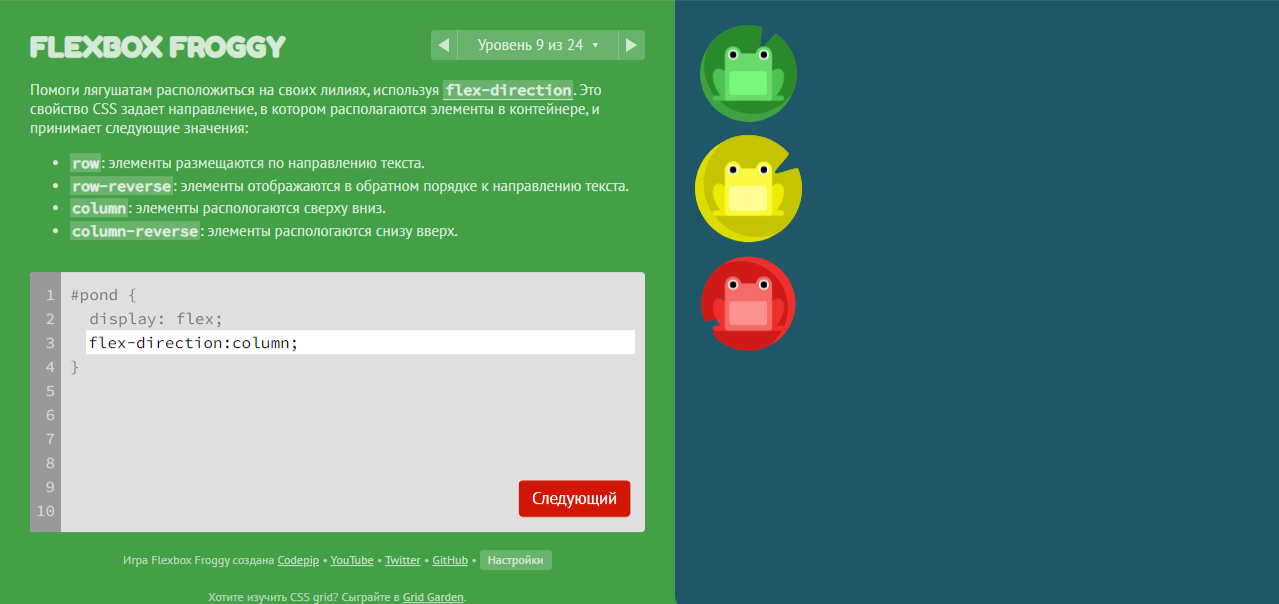 FLEXBOX FROGGY
Уровень 9 из 24
Помоги лягушатам расположиться на своих лилиях, используя flex-direction. Это
свойство CSS задает направление, в котором располагаются элементы в контейнере, и
принимает следующие значения:
• row: элементы размещаются по направлению текста.
• row-reverse: элементы отображаются в обратном порядке к направлению текста.
• column: элементы распологаются сверху вниз.
• column-reverse: элементы распологаются снизу вверх.
1 #pond {
2 display: flex;
3 flex-direction:column;
4 }
5
6
7
8
9
10
Следующий
Игра Flexbox Froggy создана Codepip • YouTube • Twitter • GitHub • Настройки
Хотите изучить CSS grid? Сыграйте в Grid Garden.